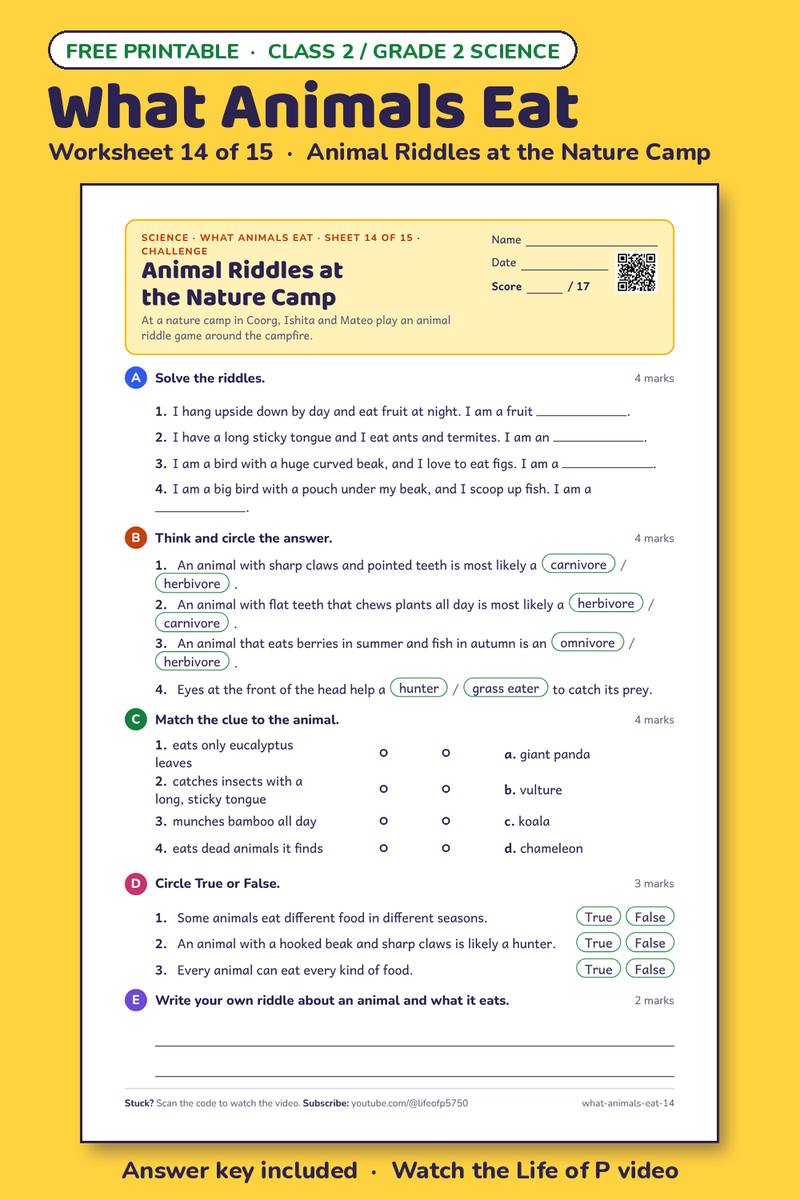 FREE PRINTABLE · CLASS 2 / GRADE 2 SCIENCE
What Animals Eat
Worksheet 14 of 15 · Animal Riddles at the Nature Camp
SCIENCE · WHAT ANIMALS EAT · SHEET 14 OF 15 ·
CHALLENGE
Animal Riddles at
the Nature Camp
At a nature camp in Coorg, Ishita and Mateo play an animal
riddle game around the campfire.
Name ____________
Date ____________
Score _____ / 17
A Solve the riddles. 4 marks
1. I hang upside down by day and eat fruit at night. I am a fruit ____________.
2. I have a long sticky tongue and I eat ants and termites. I am an ____________.
3. I am a bird with a huge curved beak, and I love to eat figs. I am a ____________.
4. I am a big bird with a pouch under my beak, and I scoop up fish. I am a
____________.
B Think and circle the answer. 4 marks
1. An animal with sharp claws and pointed teeth is most likely a carnivore /
herbivore .
2. An animal with flat teeth that chews plants all day is most likely a herbivore /
carnivore .
3. An animal that eats berries in summer and fish in autumn is an omnivore /
herbivore .
4. Eyes at the front of the head help a hunter / grass eater to catch its prey.
C Match the clue to the animal. 4 marks
1. eats only eucalyptus
leaves
a. giant panda
2. catches insects with a
long, sticky tongue
b. vulture
3. munches bamboo all day c. koala
4. eats dead animals it finds d. chameleon
D Circle True or False. 3 marks
1. Some animals eat different food in different seasons. True False
2. An animal with a hooked beak and sharp claws is likely a hunter. True False
3. Every animal can eat every kind of food. True False
E Write your own riddle about an animal and what it eats. 2 marks
Stuck? Scan the code to watch the video. Subscribe: youtube.com/@lifeofp5750 what-animals-eat-14
Answer key included · Watch the Life of P video